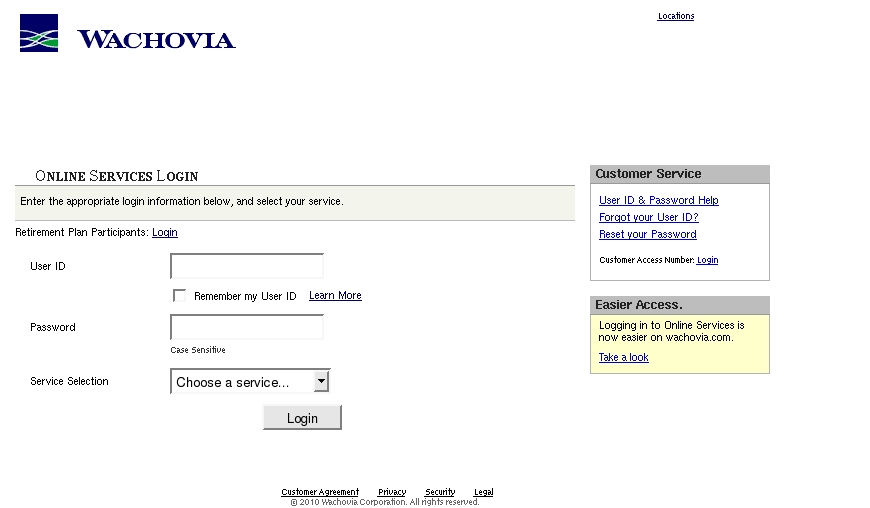 WACHOVIA
Locations
ONLINE SERVICES LOGIN
Enter the appropriate login information below, and select your service.
Retirement Plan Participants: Login
User ID
Remember my User ID Learn More
Password
Case Sensitive
Service Selection
Choose a service...
Login
Customer Service
User ID & Password Help
Forgot your User ID?
Reset your Password
Customer Access Number: Login
Easier Access.
Logging in to Online Services is
now easier on wachovia.com.
Take a look
Customer Agreement Privacy Security Legal
© 2010 Wachovia Corporation. All rights reserved.